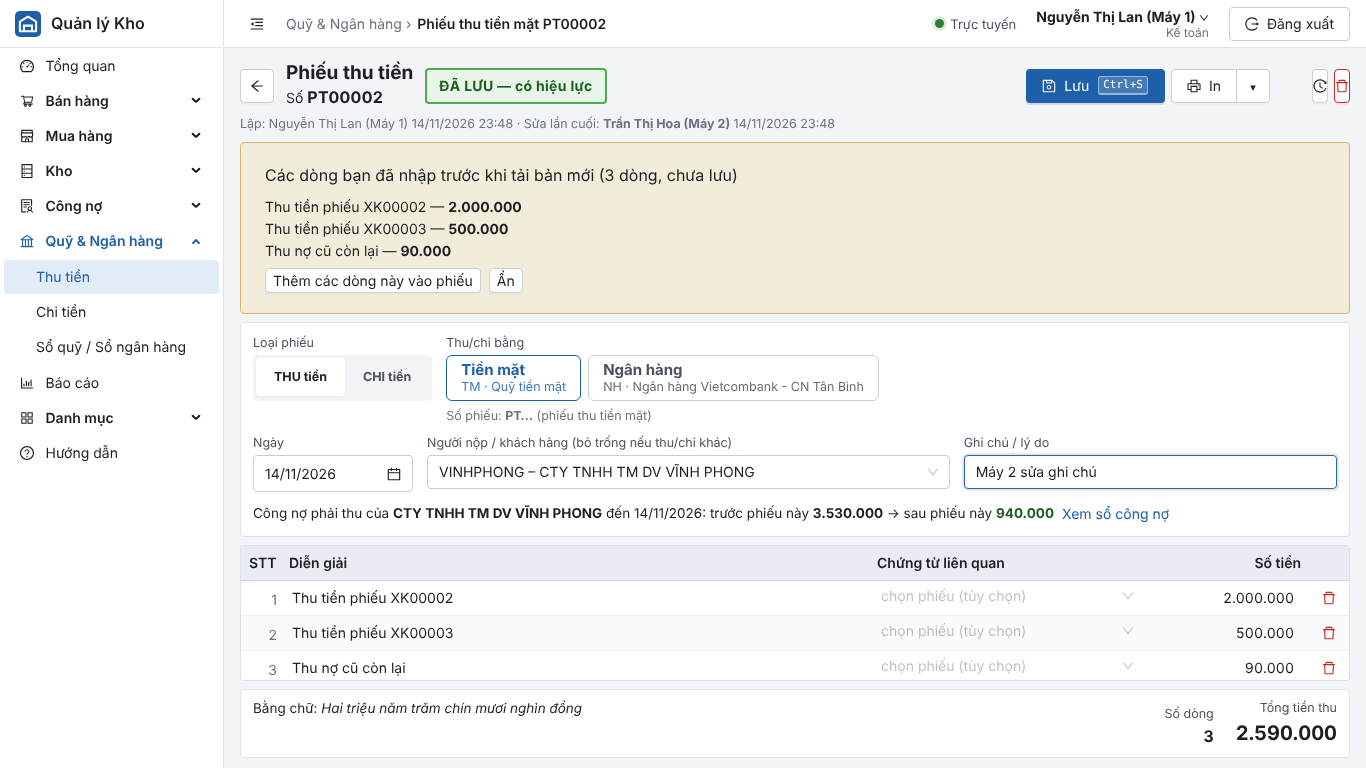 Quản lý Kho
Quỹ & Ngân hàng › Phiếu thu tiền mặt PT00002
Trực tuyến
Nguyễn Thị Lan (Máy 1)
Kế toán
Đăng xuất
Tổng quan
Bán hàng
Mua hàng
Kho
Công nợ
Quỹ & Ngân hàng
Thu tiền
Chi tiền
Sổ quỹ / Sổ ngân hàng
Báo cáo
Danh mục
Hướng dẫn
Phiếu thu tiền
Số PT00002
ĐÃ LƯU — có hiệu lực
Lưu Ctrl+S
In
Lập: Nguyễn Thị Lan (Máy 1) 14/11/2026 23:48 · Sửa lần cuối: Trần Thị Hoa (Máy 2) 14/11/2026 23:48
Các dòng bạn đã nhập trước khi tải bản mới (3 dòng, chưa lưu)
Thu tiền phiếu XK00002 — 2.000.000
Thu tiền phiếu XK00003 — 500.000
Thu nợ cũ còn lại — 90.000
Thêm các dòng này vào phiếu
Ẩn
Loại phiếu
THU tiền
CHI tiền
Thu/chi bằng
Tiền mặt
TM · Quỹ tiền mặt
Ngân hàng
NH · Ngân hàng Vietcombank - CN Tân Bình
Số phiếu: PT... (phiếu thu tiền mặt)
Ngày
14/11/2026
Người nộp / khách hàng (bỏ trống nếu thu/chi khác)
VINHPHONG – CTY TNHH TM DV VĨNH PHONG
Ghi chú / lý do
Máy 2 sửa ghi chú
Công nợ phải thu của CTY TNHH TM DV VĨNH PHONG đến 14/11/2026: trước phiếu này 3.530.000 → sau phiếu này 940.000 Xem sổ công nợ
STT Diễn giải Chứng từ liên quan Số tiền
1 Thu tiền phiếu XK00002 chọn phiếu (tùy chọn) 2.000.000
2 Thu tiền phiếu XK00003 chọn phiếu (tùy chọn) 500.000
3 Thu nợ cũ còn lại chọn phiếu (tùy chọn) 90.000
Bằng chữ: Hai triệu năm trăm chín mươi nghìn đồng
Số dòng
3
Tổng tiền thu
2.590.000